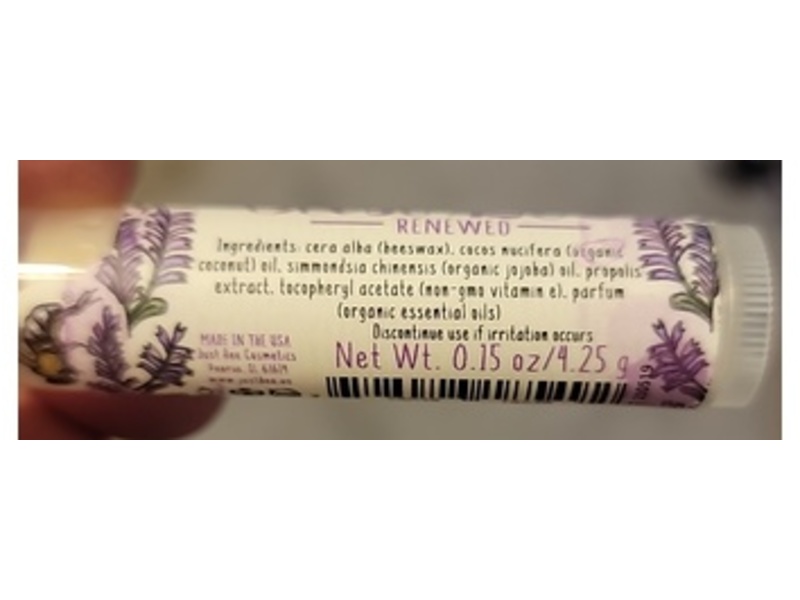 RENEWED
Ingredients: cera alba (beeswax), cocos nucifera (organic
coconut) oil, simmondsia chinensis (organic jojoba) oil, propolis
extract, tocopheryl acetate (non-gmo vitamin e), parfum
(organic essential oils)
Discontinue use if irritation occurs
Net Wt. 0.15 oz/4.25 g
MADE IN THE USA
Just Bee Cosmetics
IL